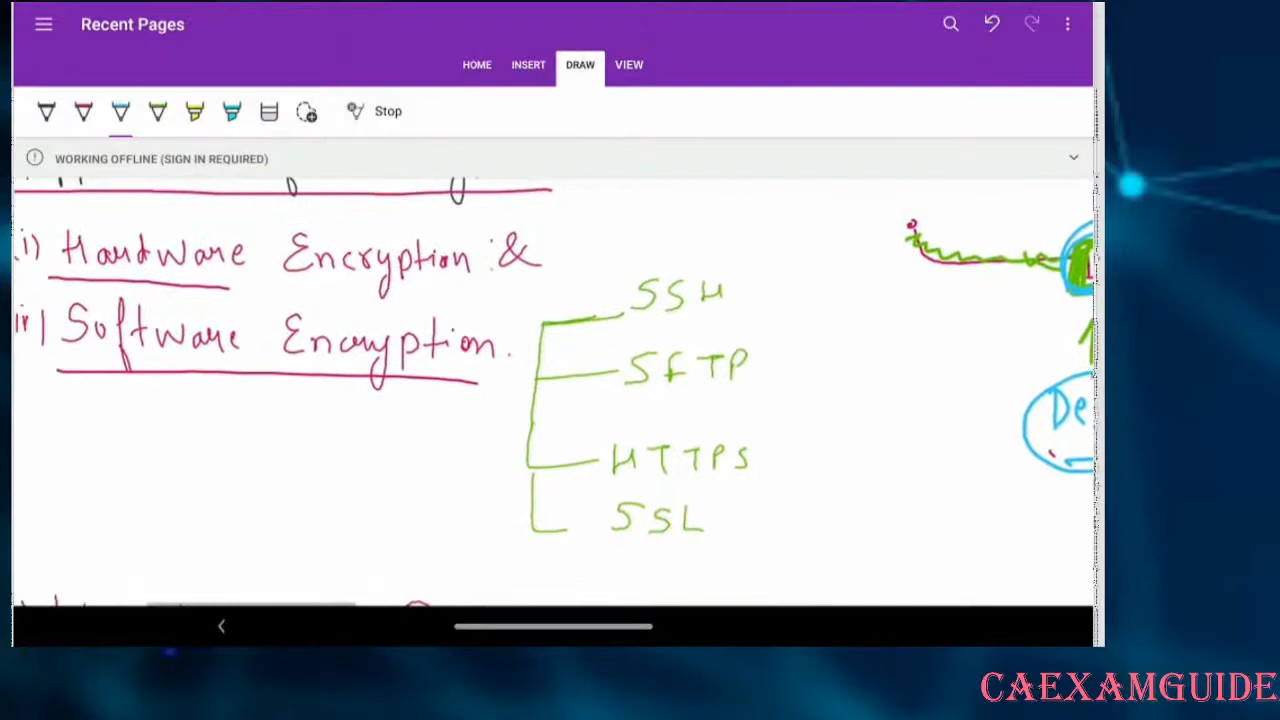 Recent Pages
HOME INSERT DRAW VIEW
Stop
WORKING OFFLINE (SIGN IN REQUIRED)
i) Hardware Encryption : &
ii) Software Encryption.
SSH
SFTP
HTTPS
SSL
De
CAEXAMGUIDE